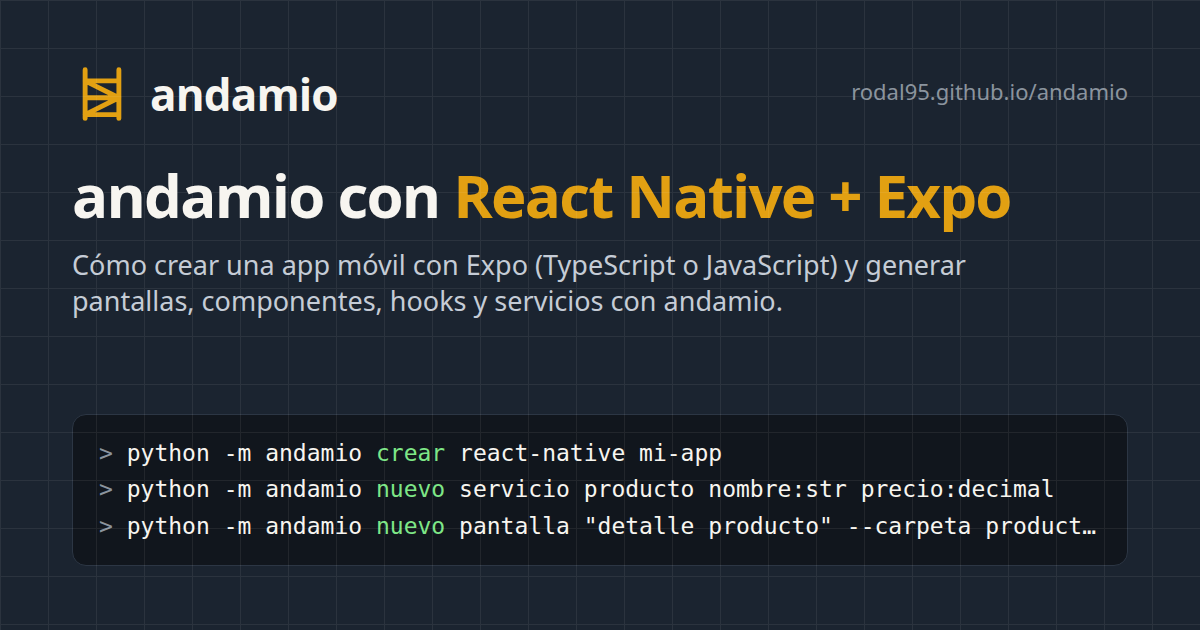 andamio
rodal95.github.io/andamio
andamio con React Native + Expo
Cómo crear una app móvil con Expo (TypeScript o JavaScript) y generar
pantallas, componentes, hooks y servicios con andamio.
> python -m andamio crear react-native mi-app
> python -m andamio nuevo servicio producto nombre:str precio:decimal
> python -m andamio nuevo pantalla "detalle producto" --carpeta product…